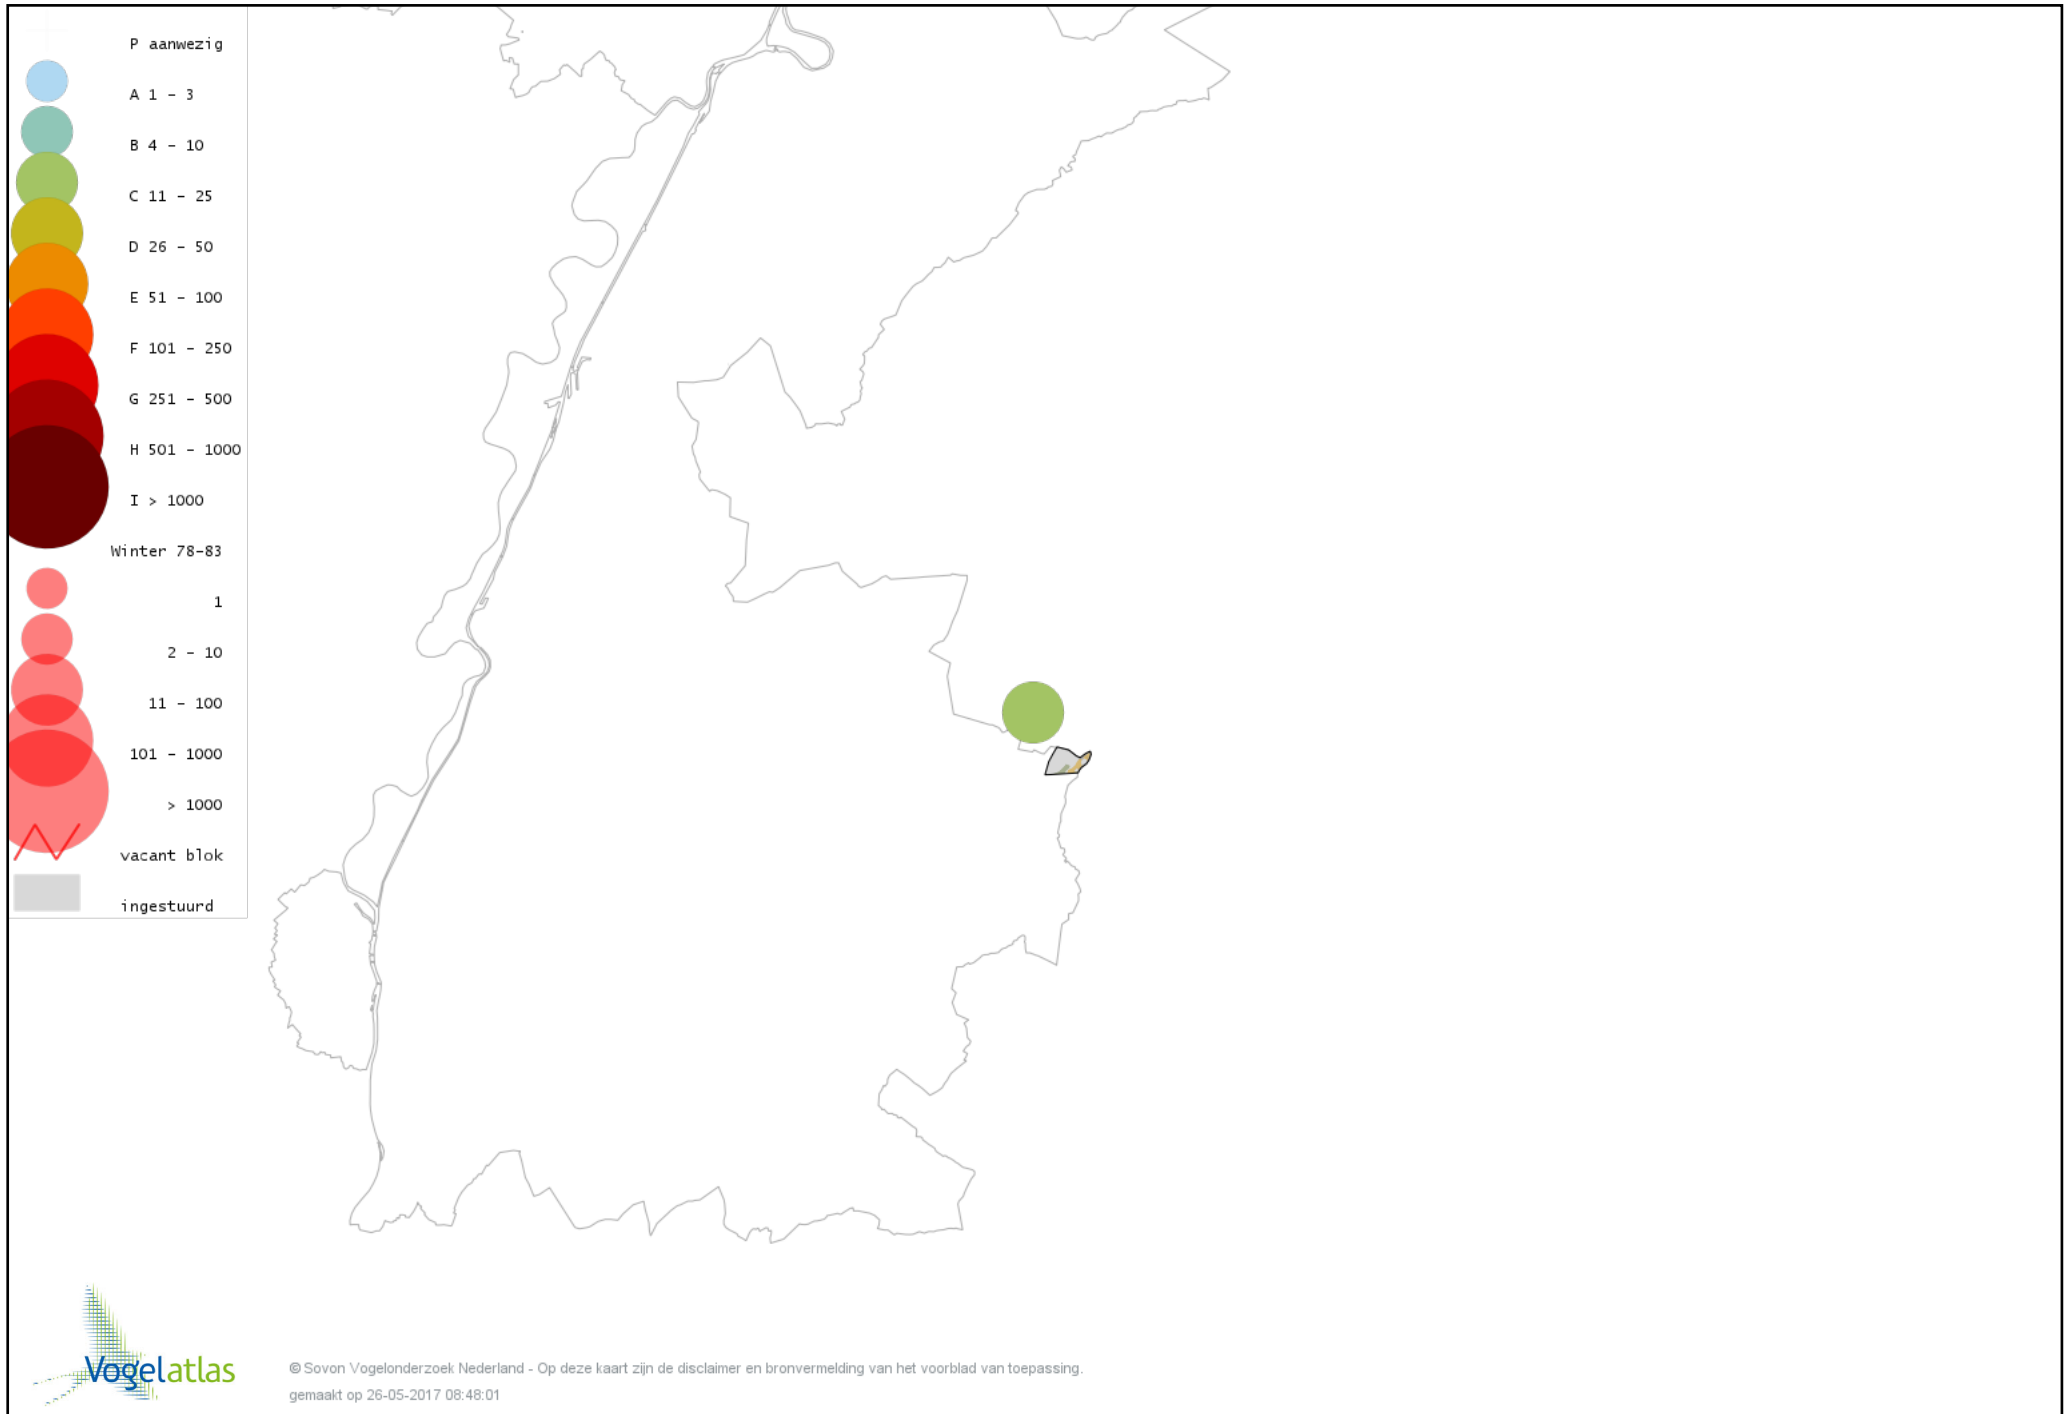 P aanwezig
A 1 - 3
B 4 - 10
C 11 - 25
D 26 - 50
E 51 - 100
F 101 - 250
G 251 - 500
H 501 - 1000
I > 1000
Winter 78-83
1
2 - 10
11 - 100
101 - 1000
> 1000
vacant blok
ingestuurd
Vogelatlas
© Sovon Vogelonderzoek Nederland - Op deze kaart zijn de disclaimer en bronvermelding van het voorblad van toepassing.
gemaakt op 26-05-2017 08:48:01